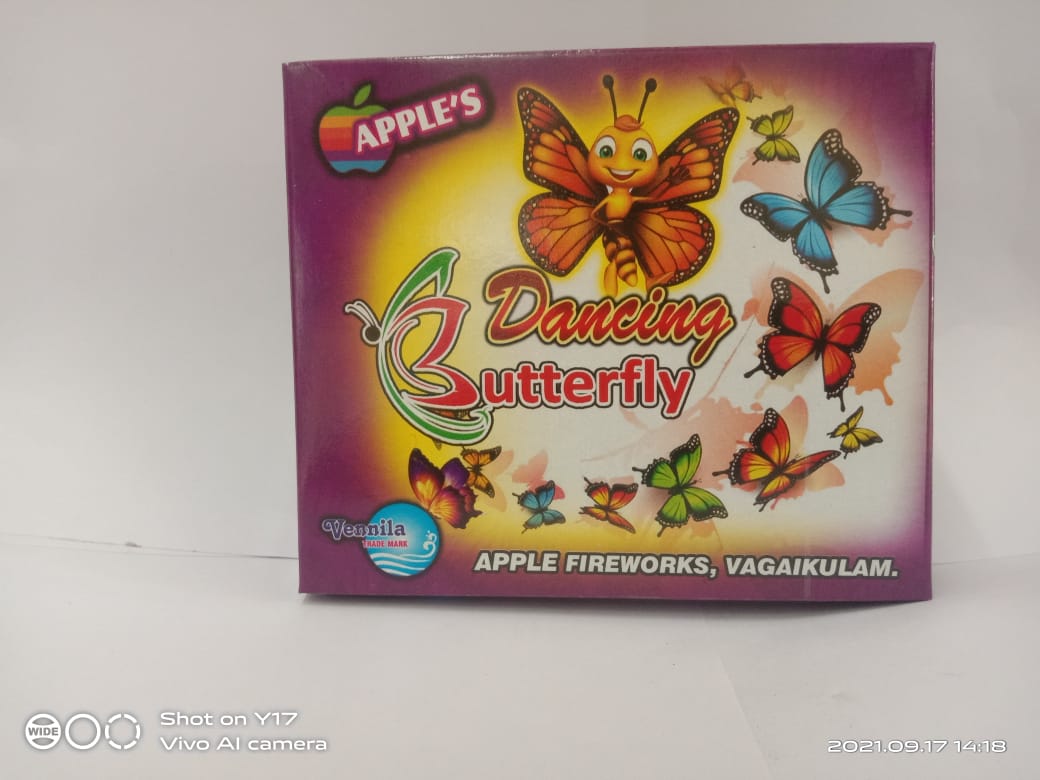 APPLE'S
Dancing
Butterfly
Vennila
TRADE MARK
APPLE FIREWORKS, VAGAIKULAM.
WIDE
Shot on Y17
Vivo AI camera
2021.09.17 14:18